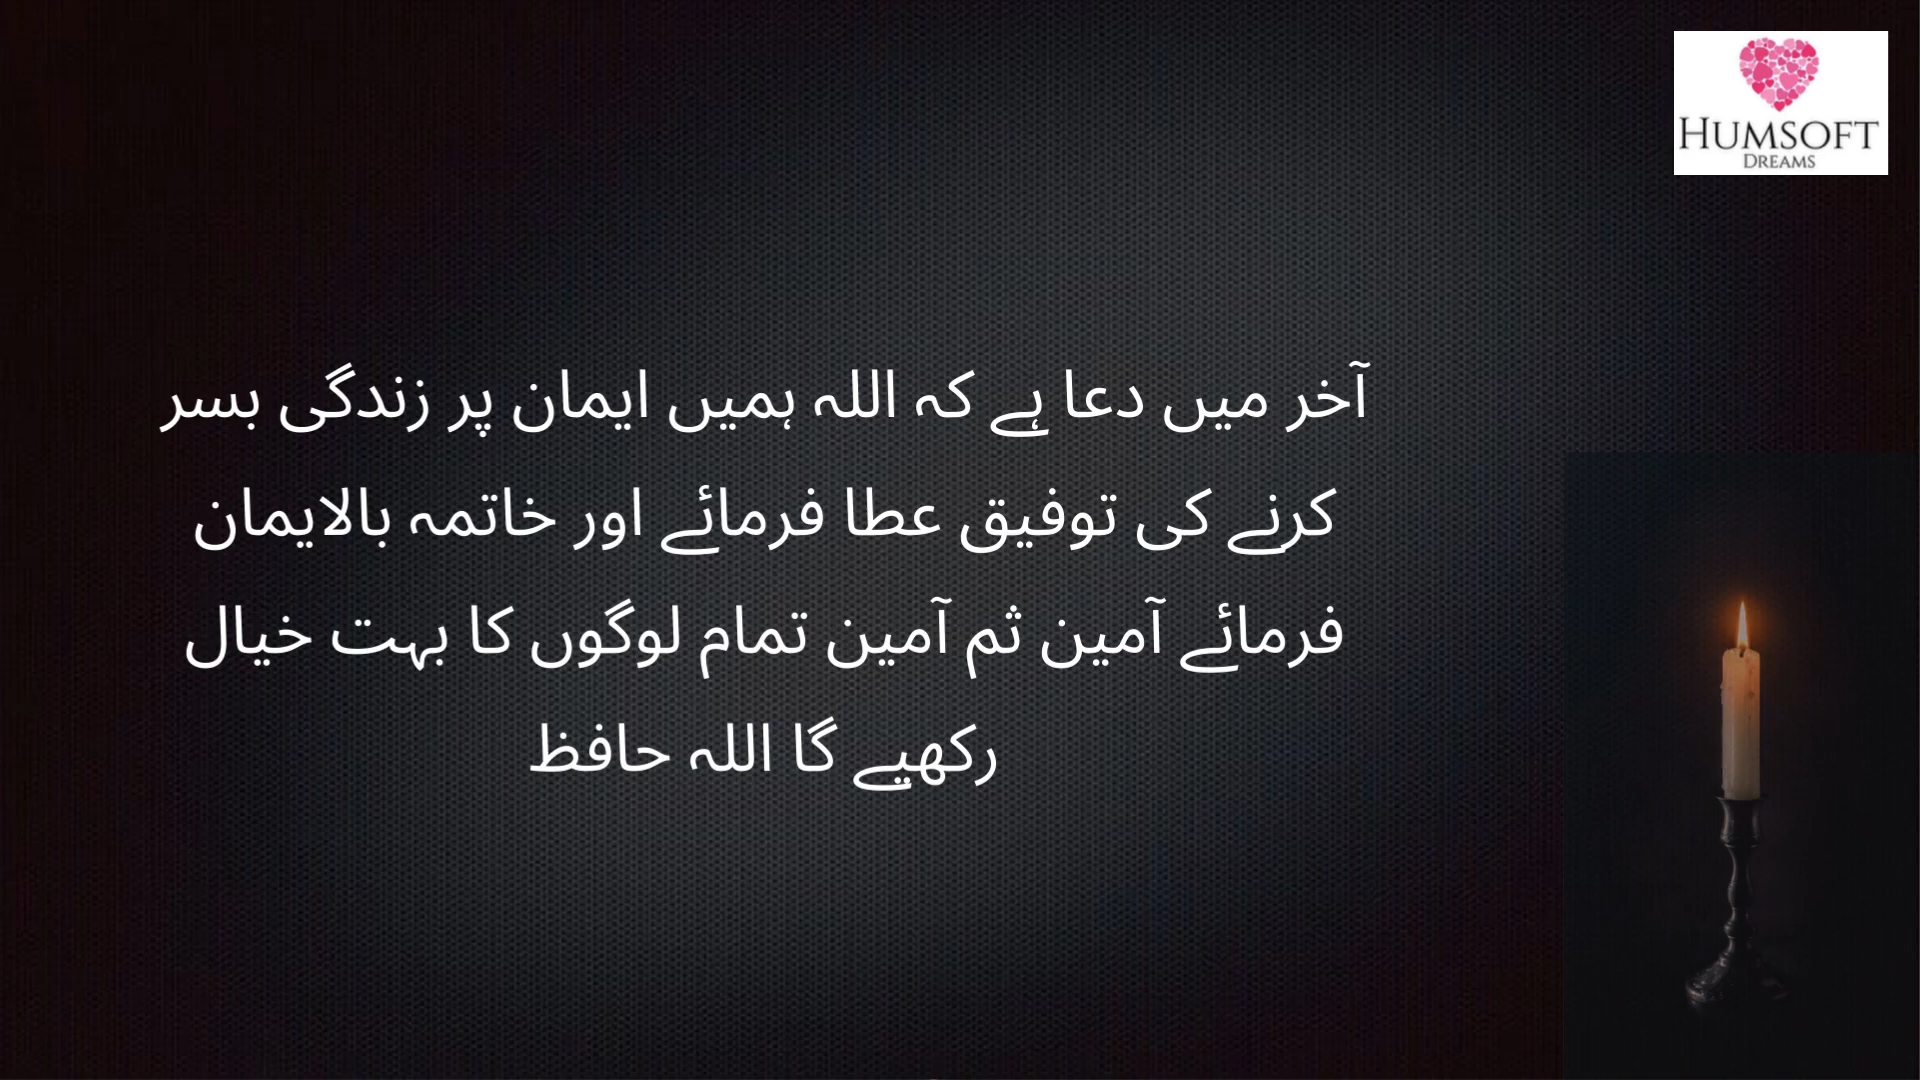 HUMSOFT
DREAMS
آخر میں دعا ہے کہ اللہ ہمیں ایمان پر زندگی بسر
کرنے کی توفیق عطا فرمائے اور خاتمہ بالایمان
فرمائے آمین ثم آمین تمام لوگوں کا بہت خیال
رکھیے گا اللہ حافظ